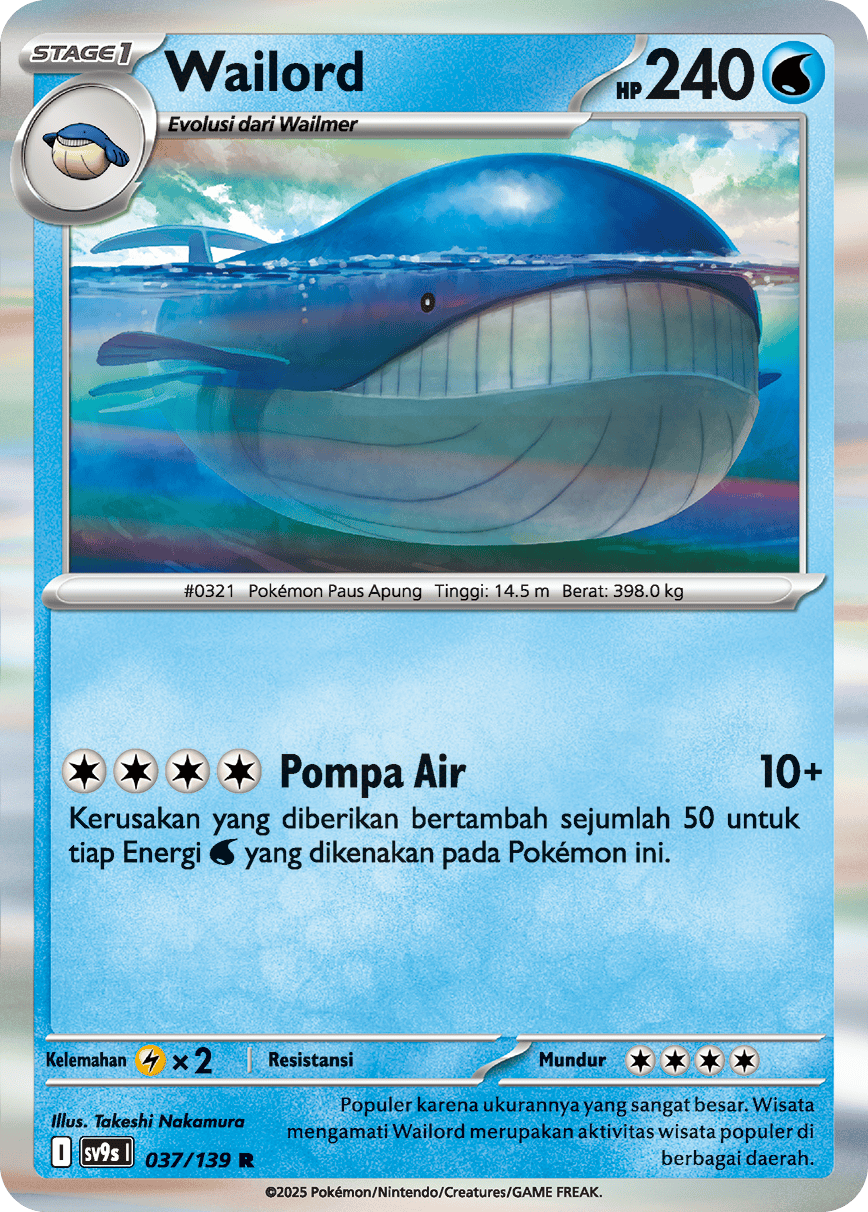 STAGE1
Wailord
HP 240
Evolusi dari Wailmer
#0321 Pokémon Paus Apung Tinggi: 14.5 m Berat: 398.0 kg
Pompa Air 10+
Kerusakan yang diberikan bertambah sejumlah 50 untuk
tiap Energi yang dikenakan pada Pokémon ini.
Kelemahan × 2 Resistansi Mundur
Illus. Takeshi Nakamura
I sv9s I 037/139 R
Populer karena ukurannya yang sangat besar. Wisata
mengamati Wailord merupakan aktivitas wisata populer di
berbagai daerah.
©2025 Pokémon/Nintendo/Creatures/GAME FREAK.